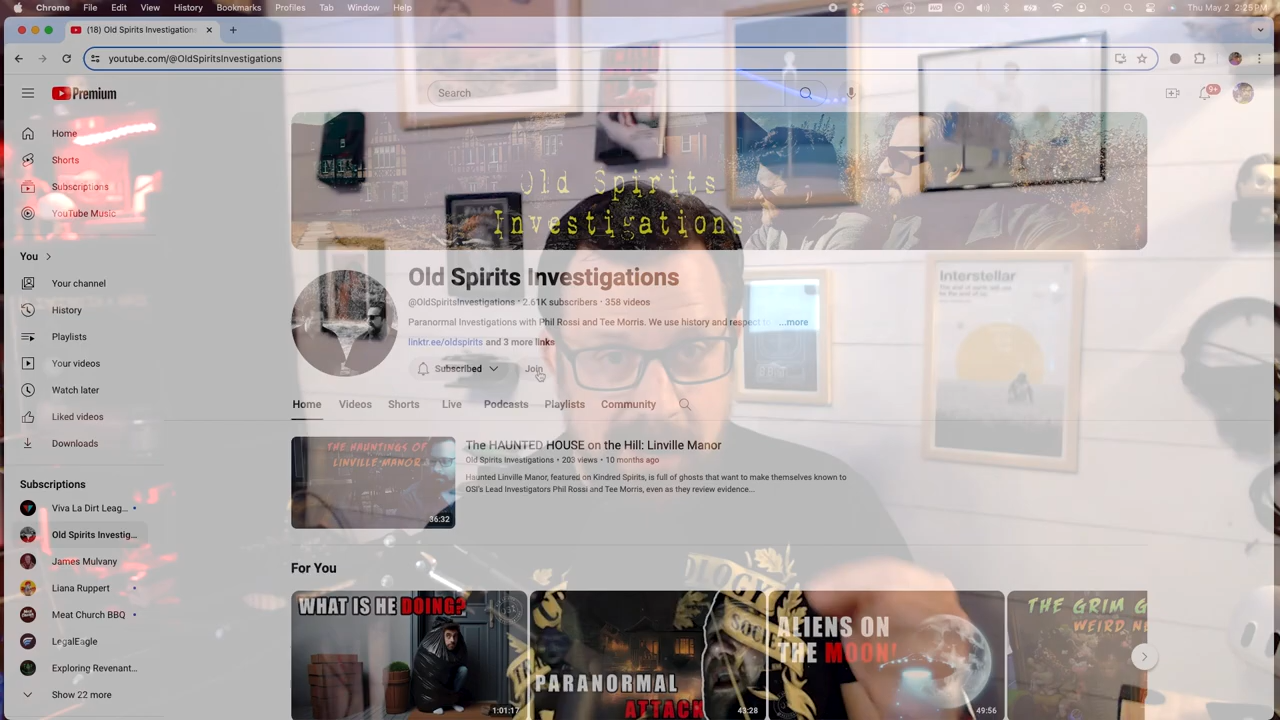 Chrome File Edit View History Bookmarks Profiles Tab Window Help
Thu May 2 2:25 PM
(18) Old Spirits Investigations
youtube.com/@OldSpiritsInvestigations
Premium
Search
9+
Home
Shorts
Subscriptions
YouTube Music
You
Your channel
History
Playlists
Your videos
Watch later
Liked videos
Downloads
Subscriptions
Viva La Dirt Leag...
Old Spirits Investig...
James Mulvany
Liana Ruppert
Meat Church BBQ
LegalEagle
Exploring Revenant...
Show 22 more
Old Spirits
Investigations
Old Spirits Investigations
@OldSpiritsInvestigations • 2.61K subscribers • 358 videos
Paranormal Investigations with Phil Rossi and Tee Morris. We use history and respect ...more
linktr.ee/oldspirits and 3 more links
Subscribed Join
Home Videos Shorts Live Podcasts Playlists Community
THE HAUNTINGS OF
LINVILLE MANOR
36:32
The HAUNTED HOUSE on the Hill: Linville Manor
Old Spirits Investigations • 203 views • 10 months ago
Haunted Linville Manor, featured on Kindred Spirits, is full of ghosts that want to make themselves known to
OSI's Lead Investigators Phil Rossi and Tee Morris, even as they review evidence...
For You
WHAT IS HE DOING?
1:01:17
PARANORMAL
ATTACK
43:28
ALIENS ON
THE MOON!
49:56
THE GRIM G
WEIRD N
Interstellar